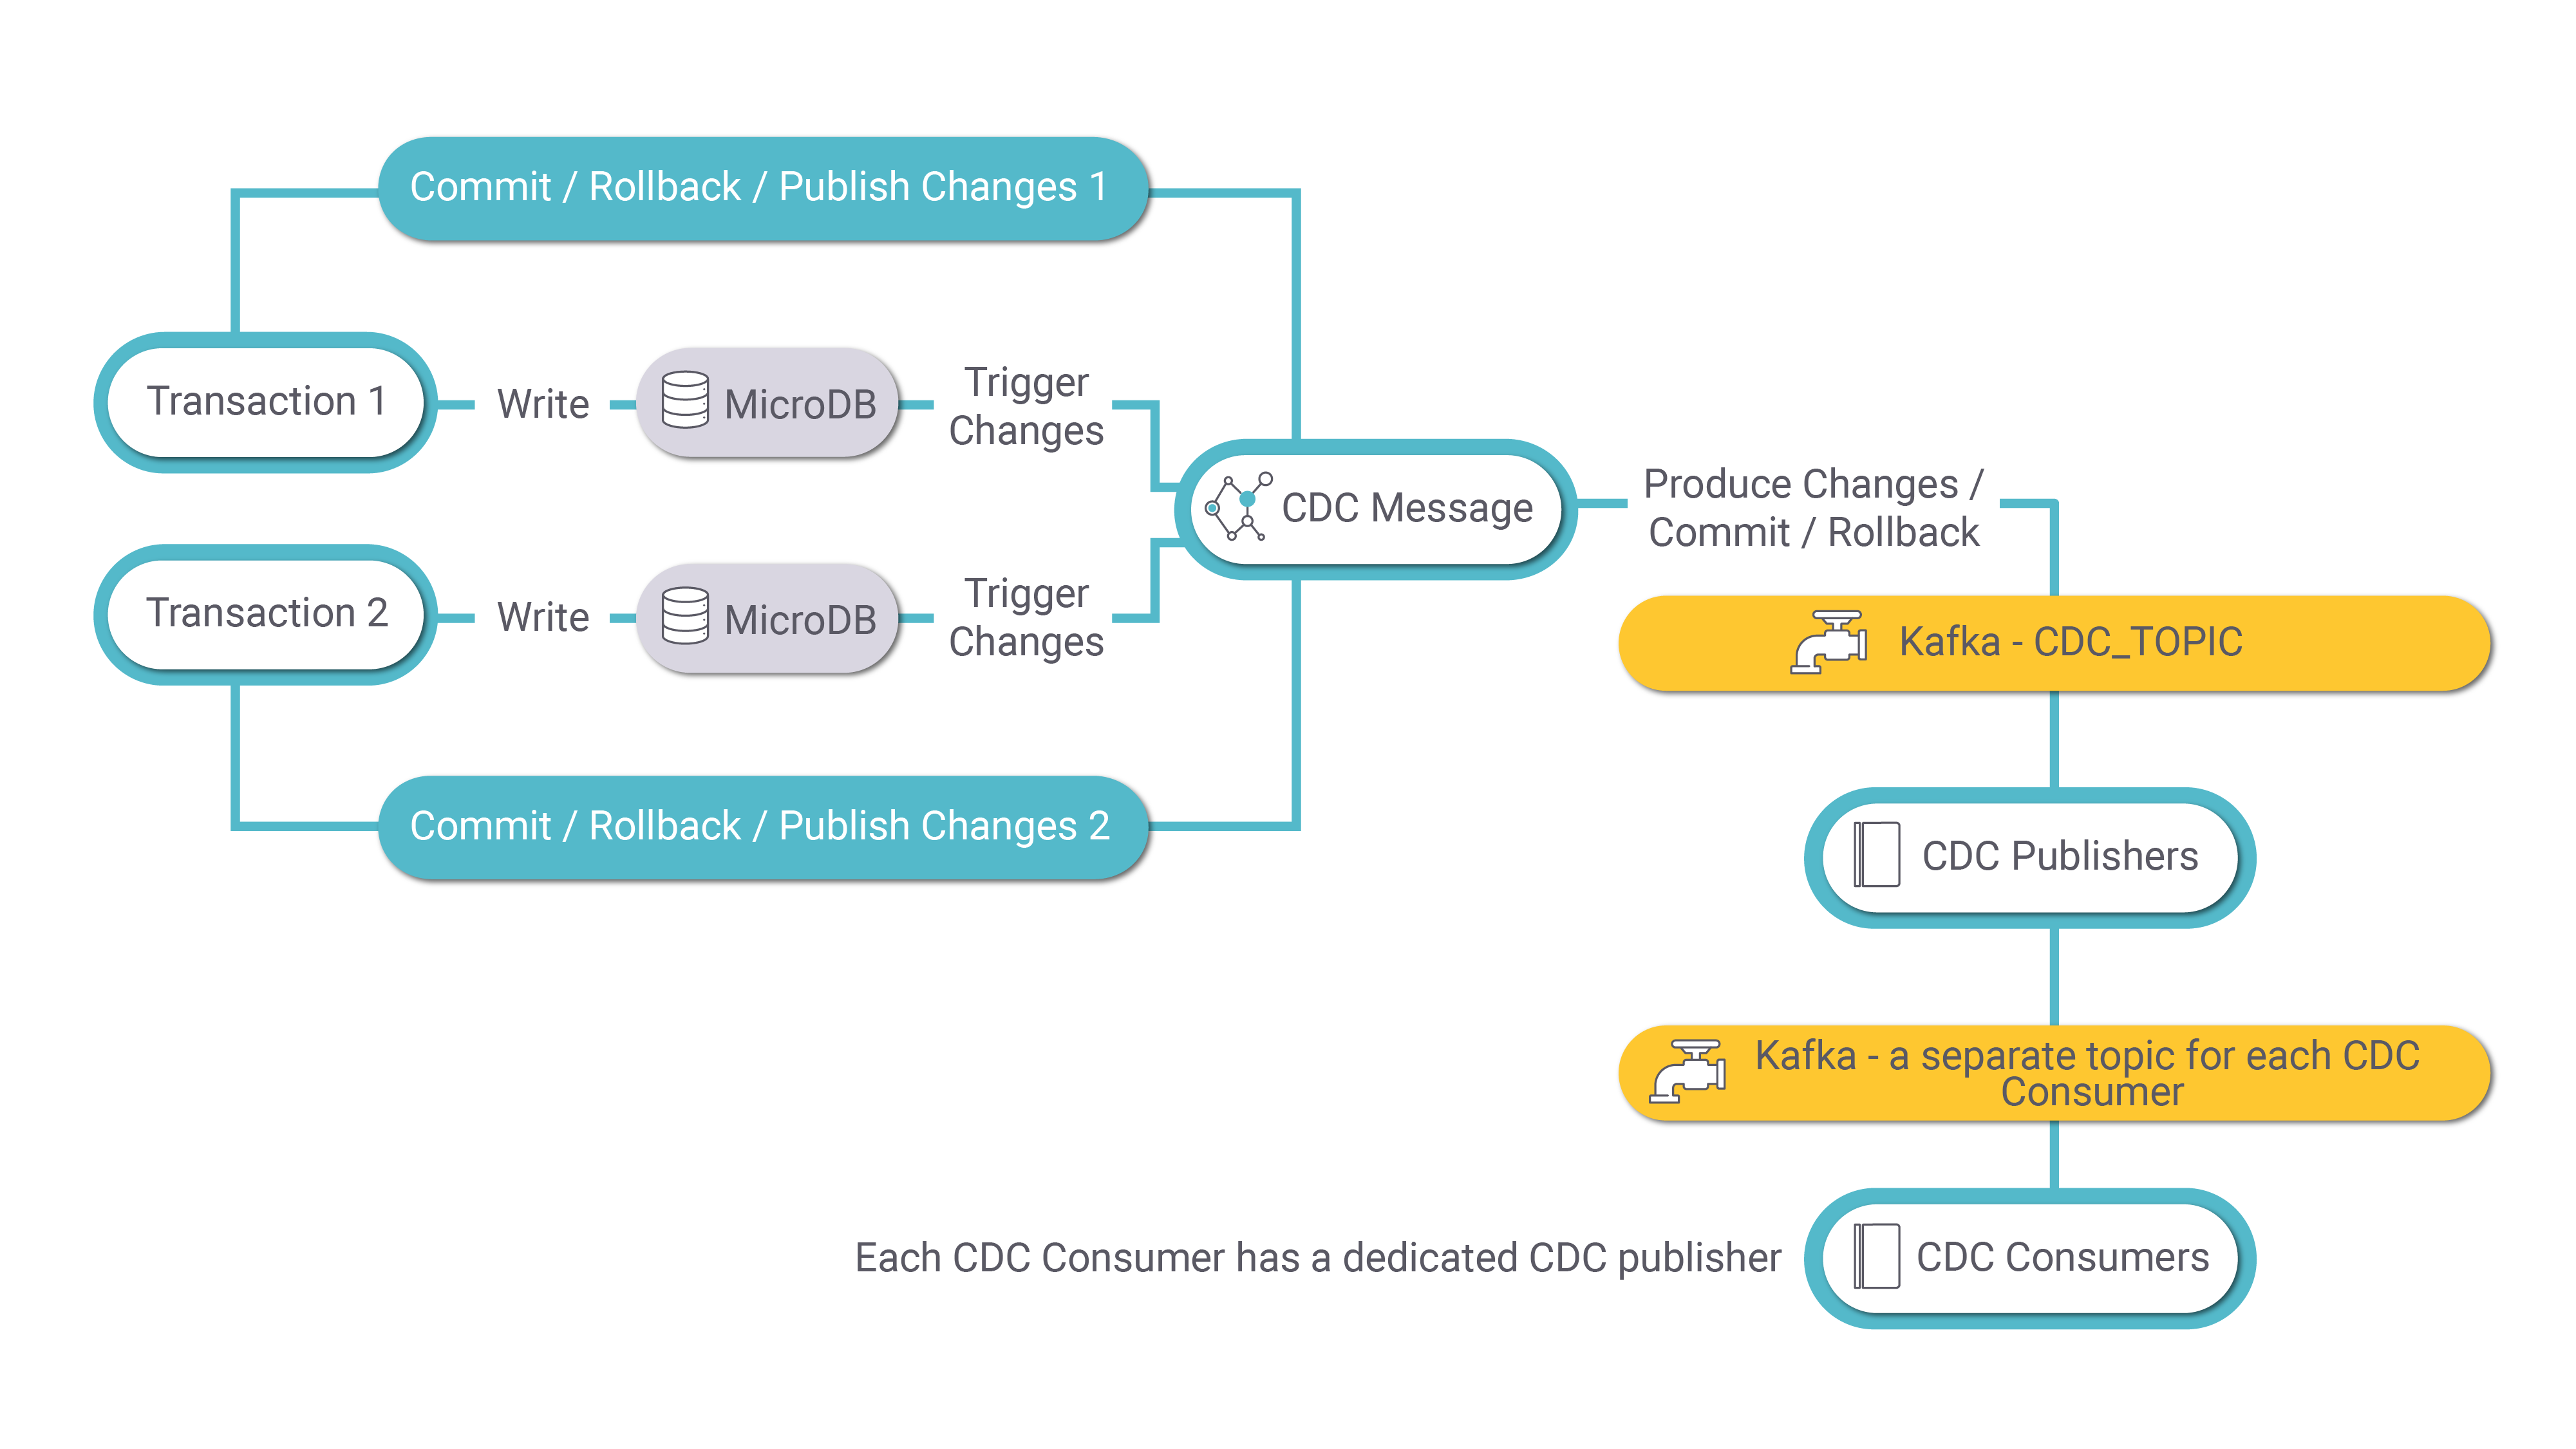 Commit / Rollback / Publish Changes 1
Transaction 1
Write
MicroDB
Trigger
Changes
CDC Message
Produce Changes /
Commit / Rollback
Transaction 2
Write
MicroDB
Trigger
Changes
Kafka - CDC_TOPIC
Commit / Rollback / Publish Changes 2
CDC Publishers
Kafka - a separate topic for each CDC
Consumer
Each CDC Consumer has a dedicated CDC publisher
CDC Consumers